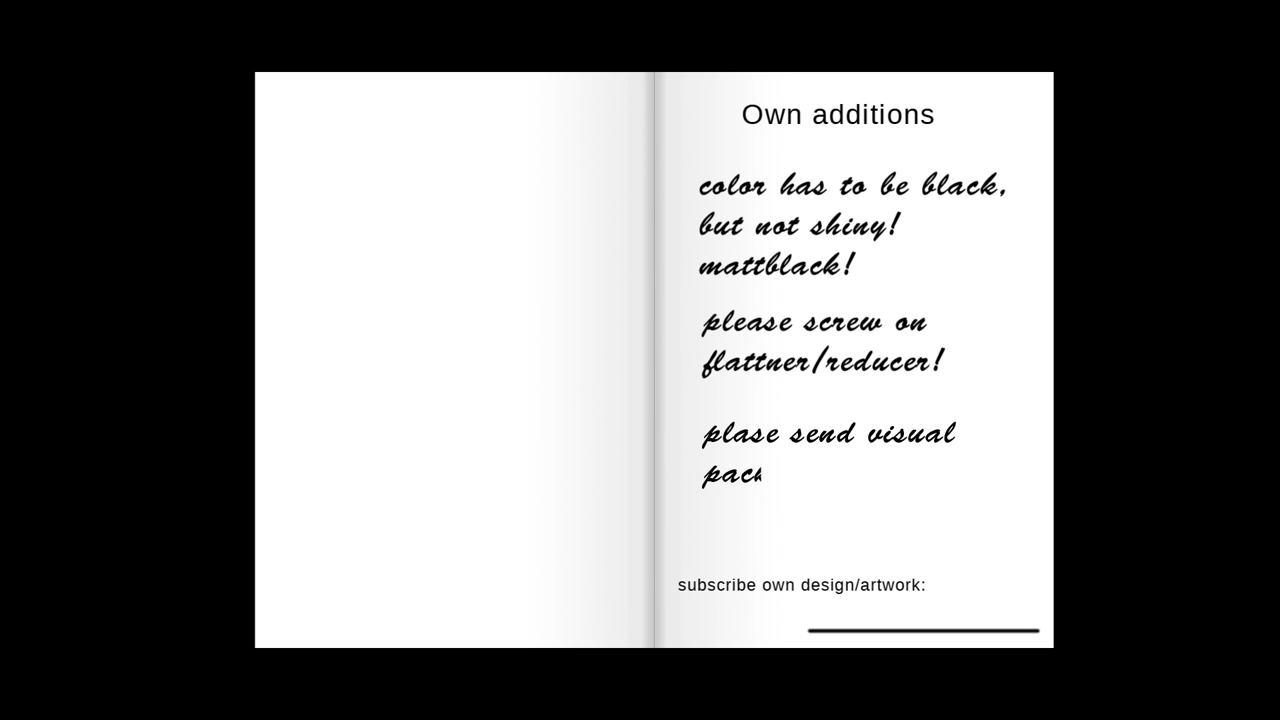 Own additions
color has to be black,
but not shiny!
mattblack!
please screw on
flattner/reducer!
plase send visual
pack
subscribe own design/artwork: